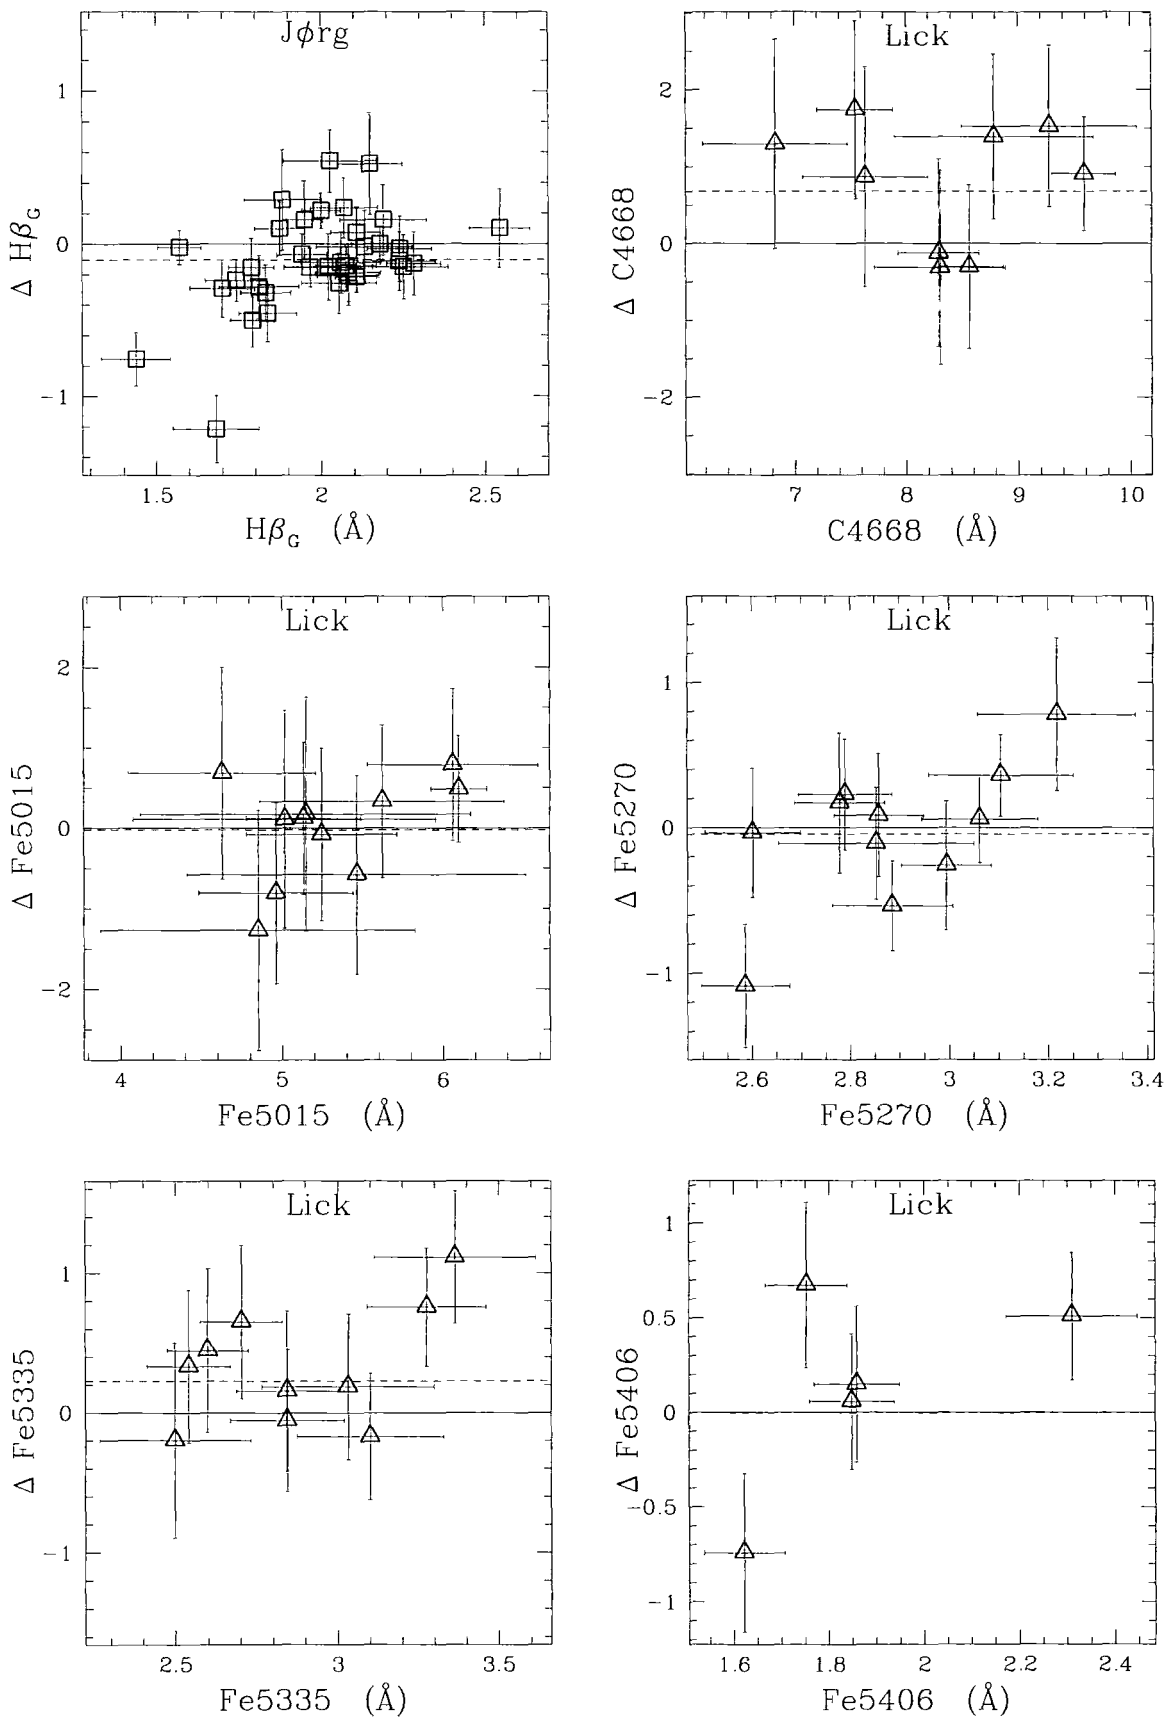 Jørg
1
0
−1
Δ HβG
1.5
2
2.5
HβG (Å)
Lick
2
0
−2
Δ C4668
7
8
9
10
C4668 (Å)
Lick
2
0
−2
Δ Fe5015
4
5
6
Fe5015 (Å)
Lick
1
0
−1
Δ Fe5270
2.6
2.8
3
3.2
3.4
Fe5270 (Å)
Lick
1
0
−1
Δ Fe5335
2.5
3
3.5
Fe5335 (Å)
Lick
1
0.5
0
−0.5
−1
Δ Fe5406
1.6
1.8
2
2.2
2.4
Fe5406 (Å)